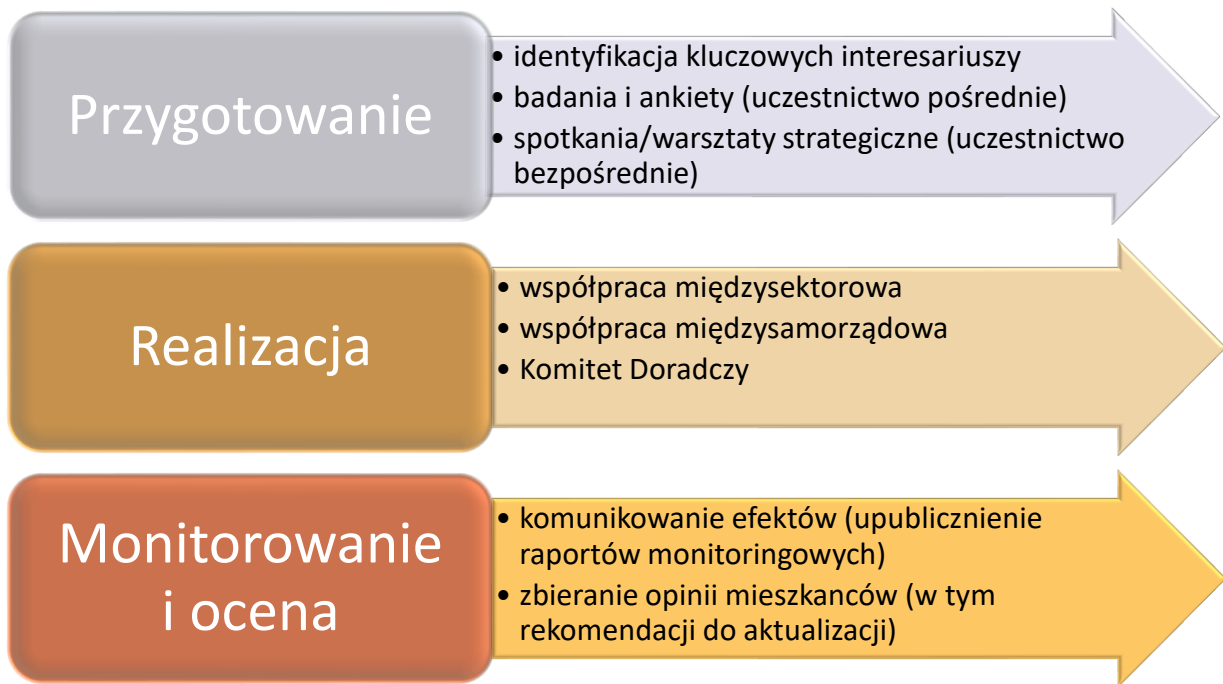 Przygotowanie
• identyfikacja kluczowych interesariuszy
• badania i ankiety (uczestnictwo pośrednie)
• spotkania/warsztaty strategiczne (uczestnictwo
bezpośrednie)
Realizacja
• współpraca międzysektorowa
• współpraca międzysamorządowa
• Komitet Doradczy
Monitorowanie
i ocena
• komunikowanie efektów (upublicznienie
raportów monitoringowych)
• zbieranie opinii mieszkanców (w tym
rekomendacji do aktualizacji)